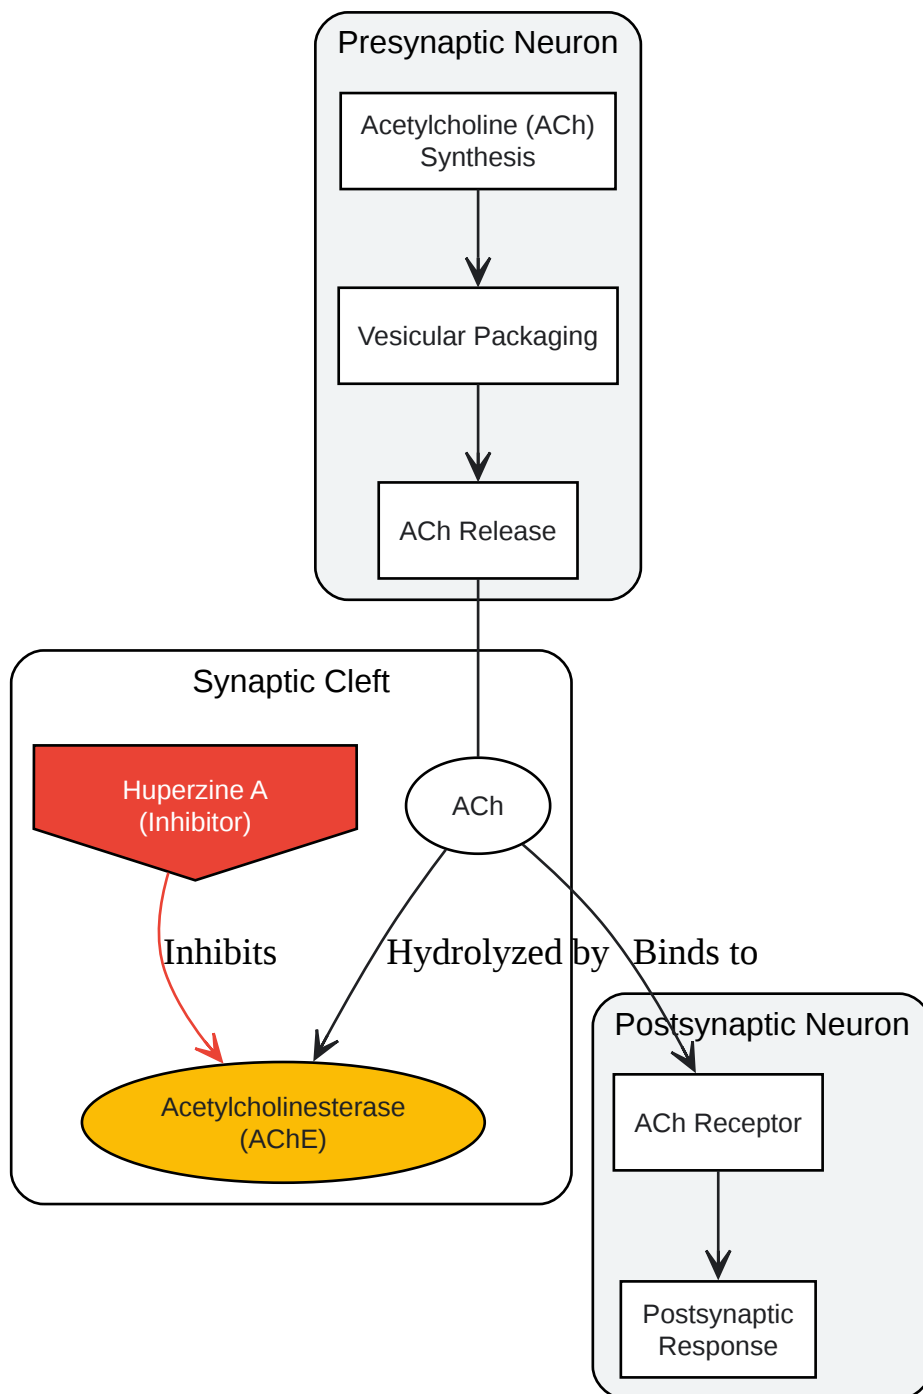 Presynaptic Neuron
Acetylcholine (ACh)
Synthesis
Vesicular Packaging
ACh Release
Synaptic Cleft
Huperzine A
(Inhibitor)
ACh
Inhibits
Hydrolyzed by
Binds to
Acetylcholinesterase
(AChE)
Postsynaptic Neuron
ACh Receptor
Postsynaptic
Response